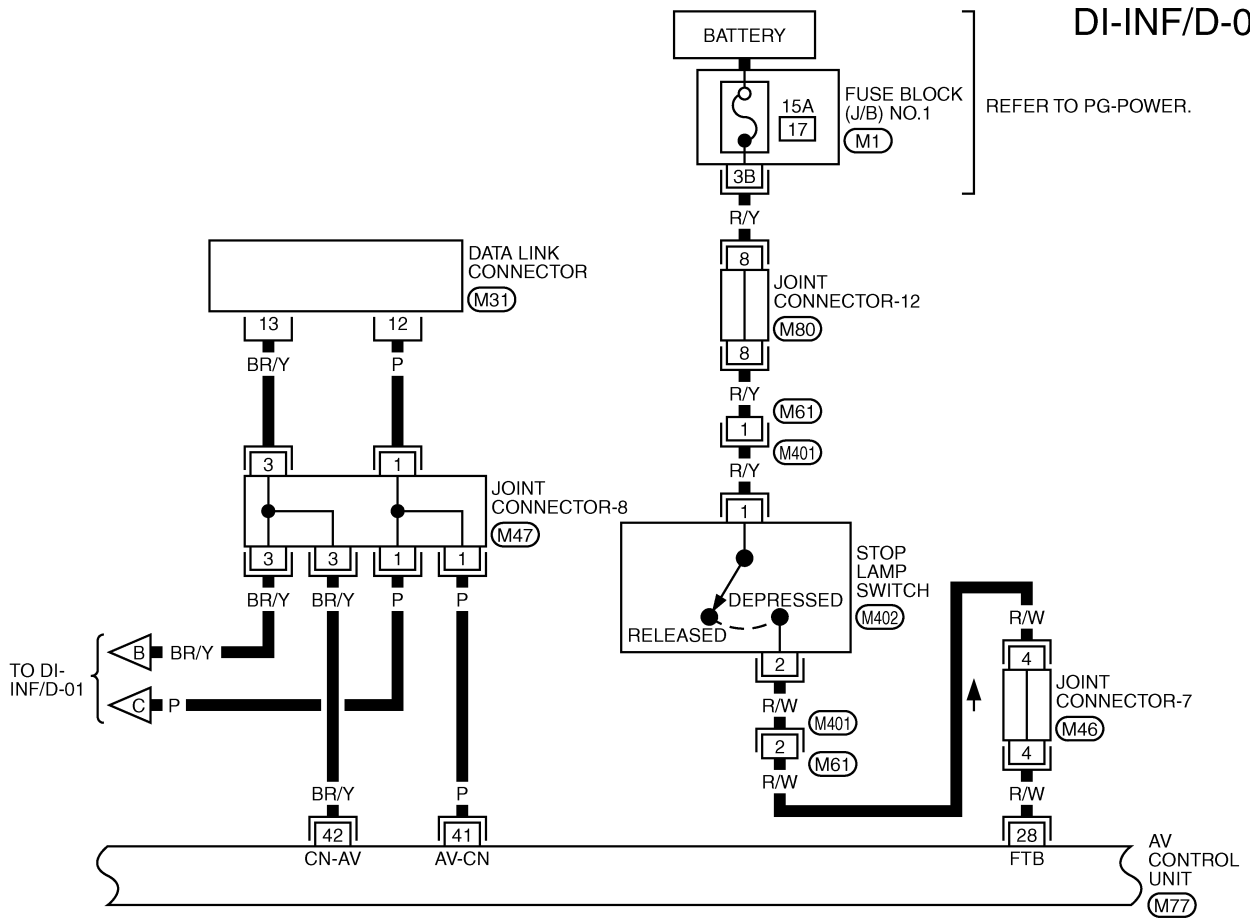 DI-INF/D-0
BATTERY
FUSE BLOCK
(J/B) NO.1
M1
15A
17
REFER TO PG-POWER.
3B
R/Y
8
JOINT
CONNECTOR-12
M80
8
R/Y
M61
1
M401
R/Y
1
STOP
LAMP
SWITCH
M402
DEPRESSED
RELEASED
2
R/W
M401
2
M61
R/W
DATA LINK
CONNECTOR
M31
13
12
BR/Y
P
3
1
JOINT
CONNECTOR-8
M47
3
3
1
1
BR/Y
BR/Y
P
P
TO DI-
INF/D-01
B
BR/Y
C
P
BR/Y
P
42
41
CN-AV
AV-CN
R/W
4
JOINT
CONNECTOR-7
M46
4
R/W
28
FTB
AV
CONTROL
UNIT
M77